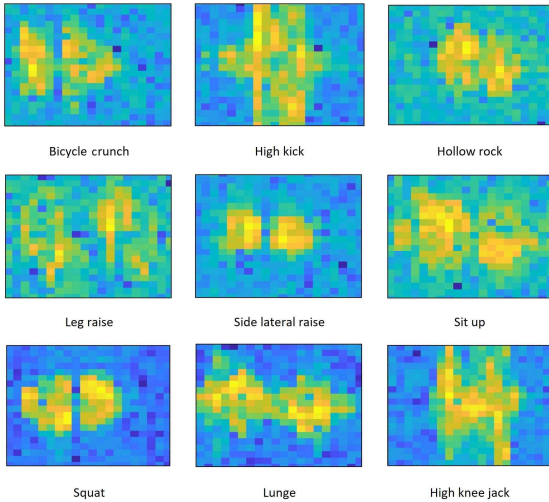 Bicycle crunch
High kick
Hollow rock
Leg raise
Side lateral raise
Sit up
Squat
Lunge
High knee jack